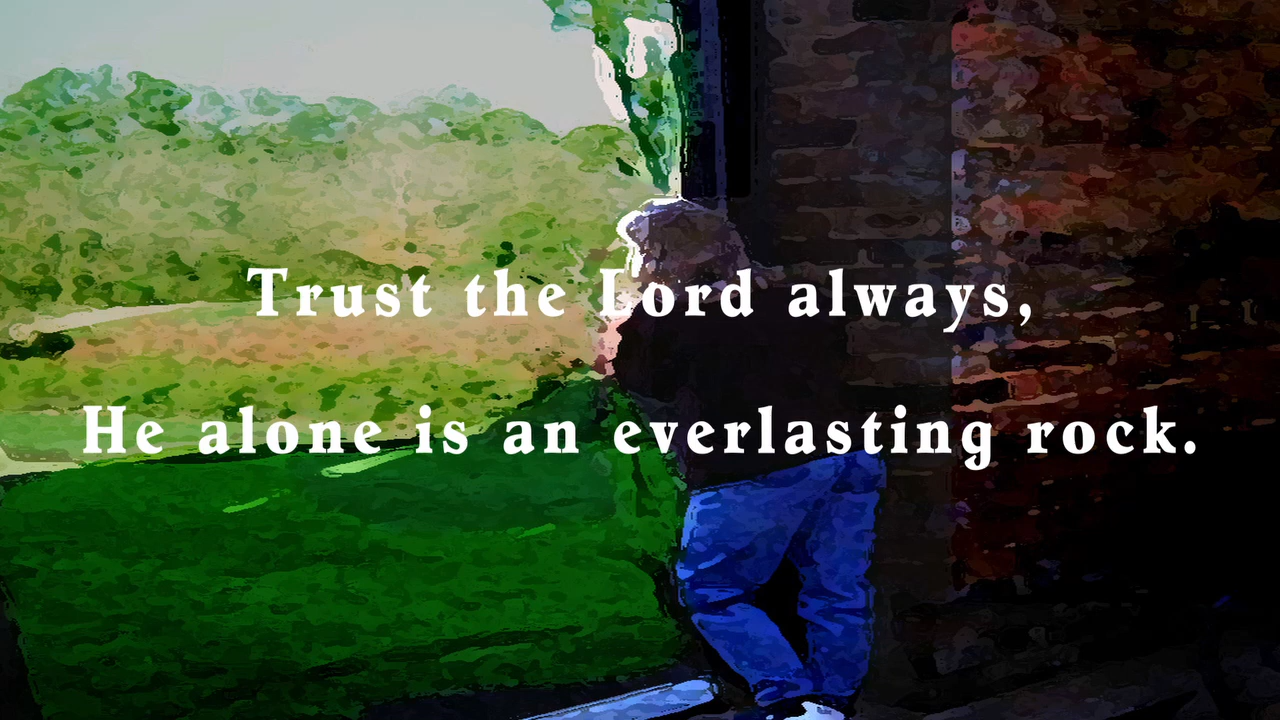 Trust the Lord always,
He alone is an everlasting rock.